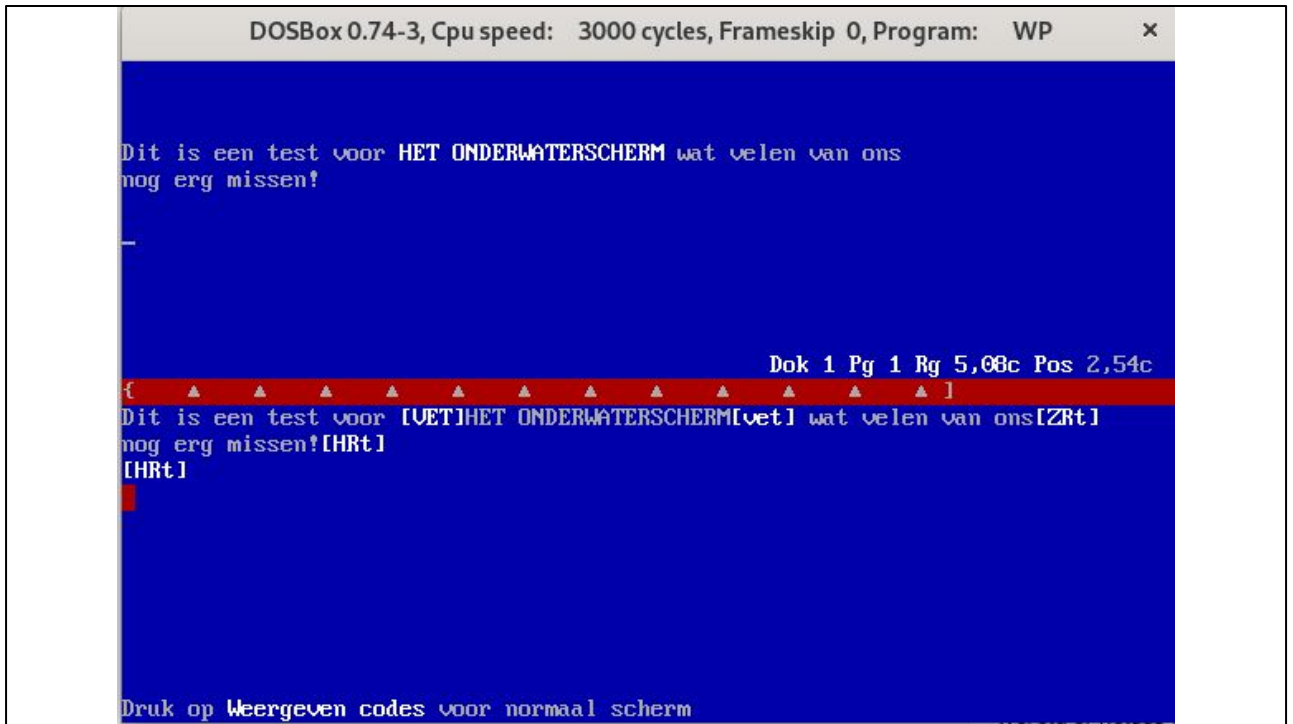 DOSBox 0.74-3, Cpu speed: 3000 cycles, Frameskip 0, Program: WP ×
Dit is een test voor HET ONDERWATERSCHERM wat velen van ons
nog erg missen!
Dok 1 Pg 1 Rg 5,08c Pos 2,54c
{ ▲ ▲ ▲ ▲ ▲ ▲ ▲ ▲ ▲ ▲ ▲ ▲ ]
Dit is een test voor [VET]HET ONDERWATERSCHERM[vet] wat velen van ons[ZRt]
nog erg missen![HRt]
[HRt]
Druk op Weergeven codes voor normaal scherm